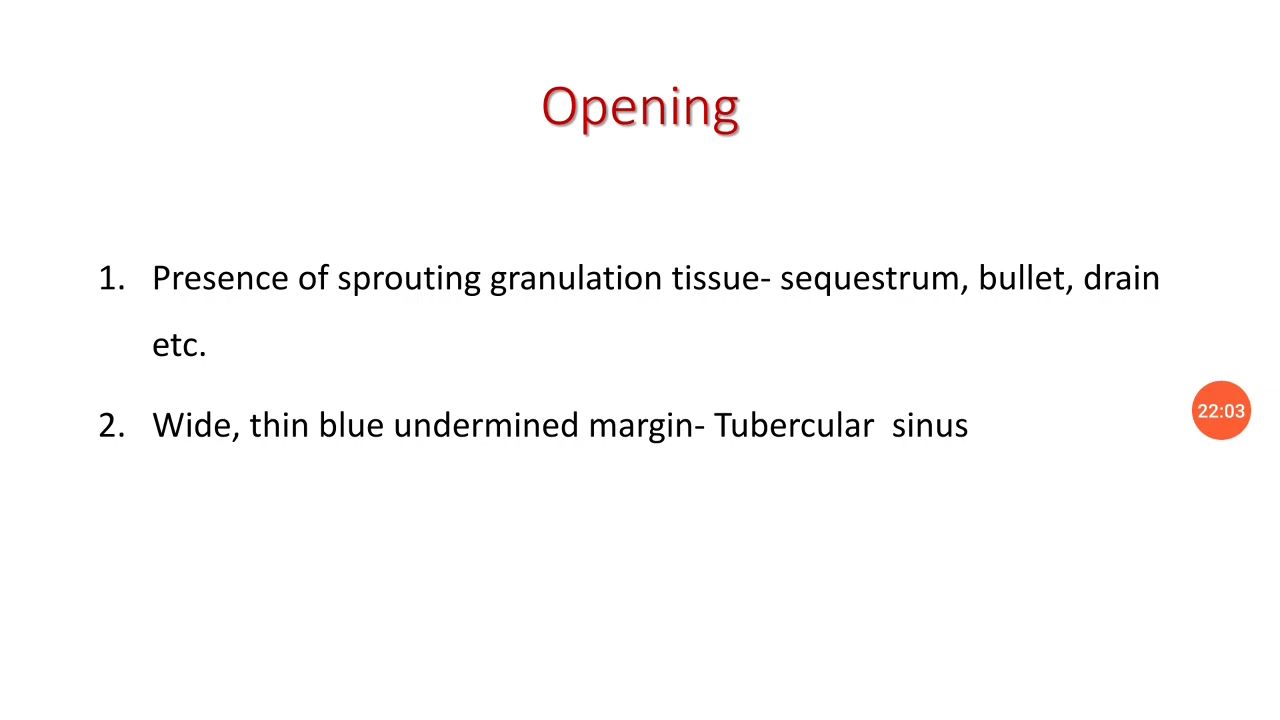 Opening
1. Presence of sprouting granulation tissue- sequestrum, bullet, drain
etc.
22:03
2. Wide, thin blue undermined margin- Tubercular  sinus